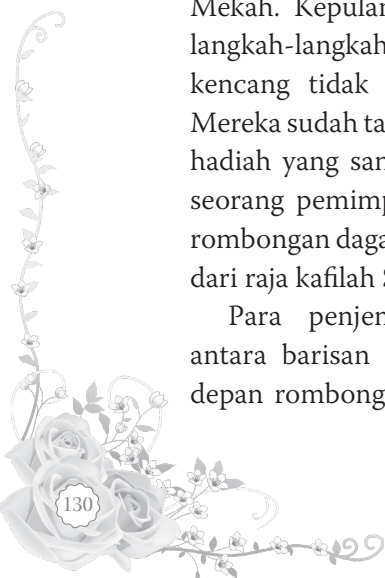 Mekah. Kepulan
langkah-langkah
kencang tidak
Mereka sudah ta
hadiah yang san
seorang pemimp
rombongan daga
dari raja kafilah S
Para penjen
antara barisan
depan rombong
130